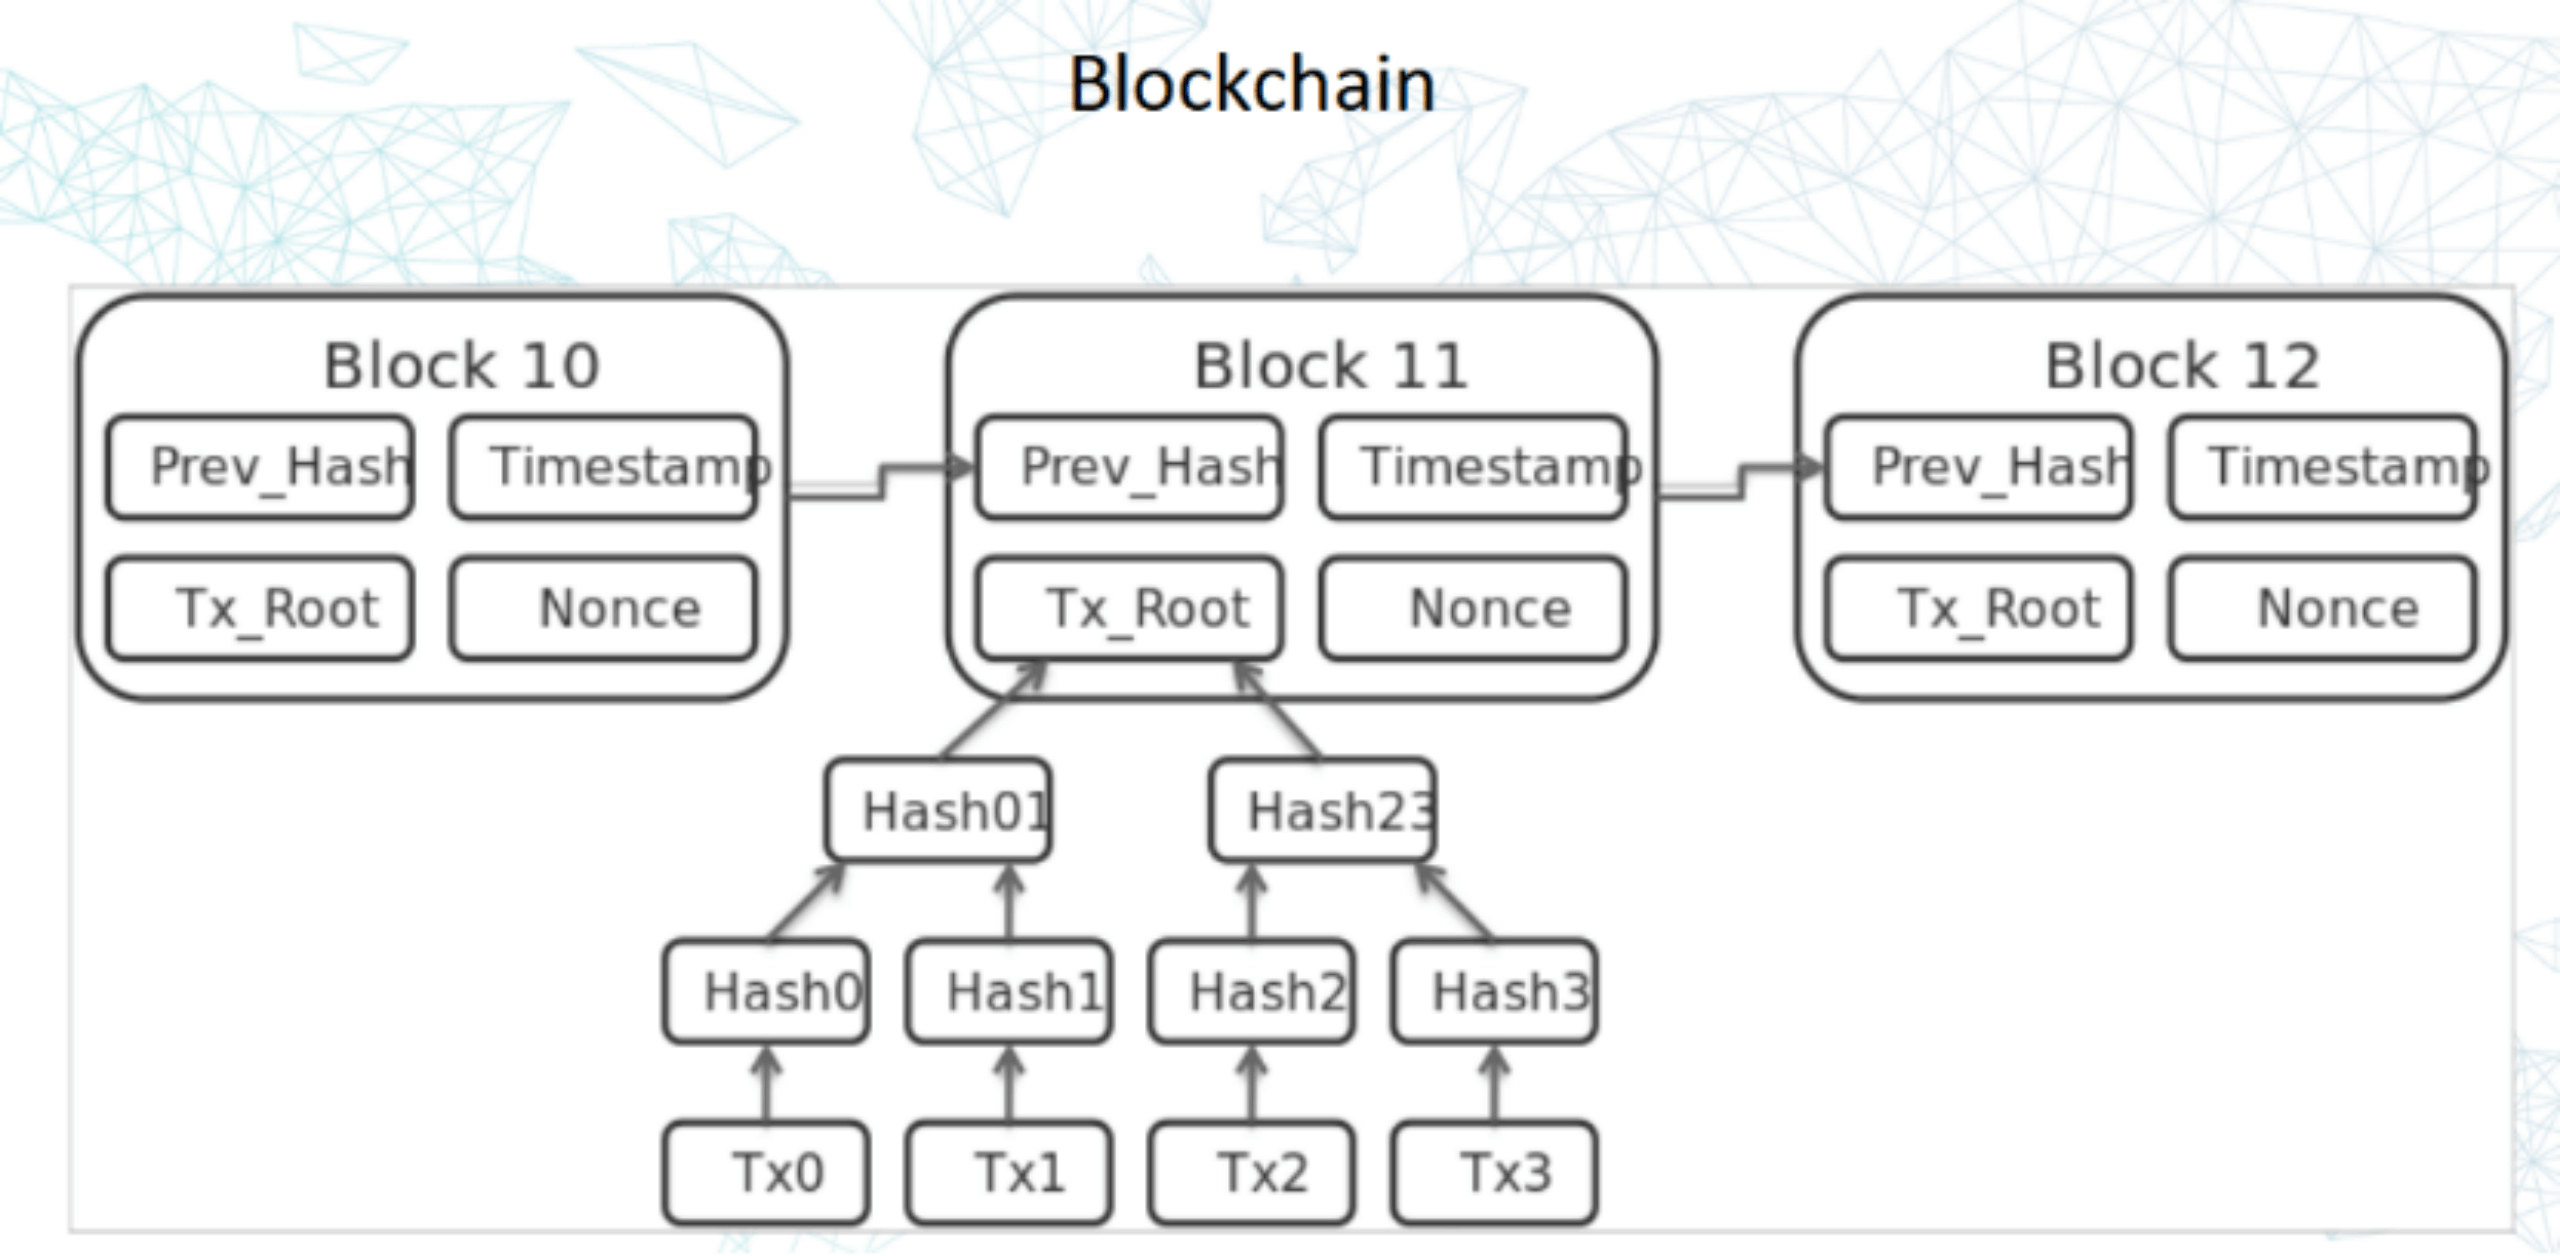 Blockchain
Block 10
Block 11
Block 12
Prev_Hash
Timestamp
Prev_Hash
Timestamp
Prev_Hash
Timestamp
Tx_Root
Nonce
Tx_Root
Nonce
Tx_Root
Nonce
Hash01
Hash23
Hash0
Hash1
Hash2
Hash3
Tx0
Tx1
Tx2
Tx3